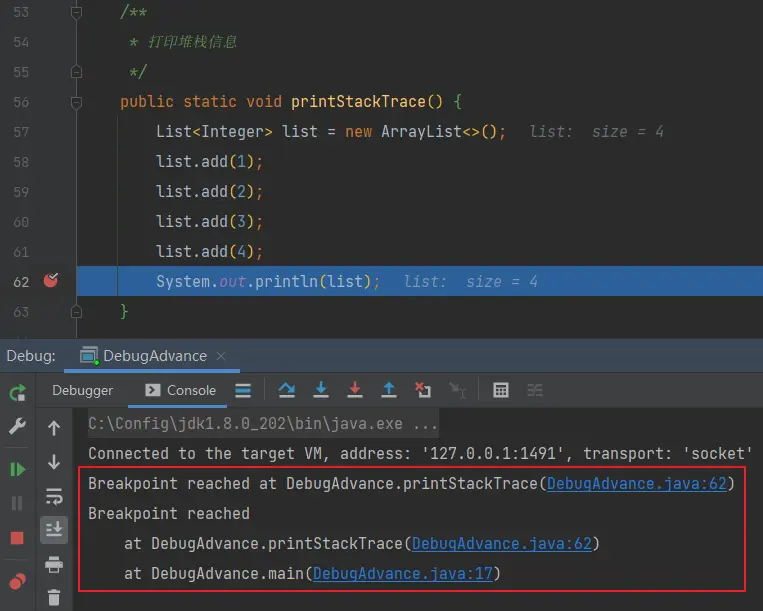 53 /**
54 * 打印堆栈信息
55 */
56 public static void printStackTrace() {
57 List<Integer> list = new ArrayList<>(); list: size = 4
58 list.add(1);
59 list.add(2);
60 list.add(3);
61 list.add(4);
62 System.out.println(list); list: size = 4
63 }
Debug: DebugAdvance
Debugger Console
C:\Config\jdk1.8.0_202\bin\java.exe ...
Connected to the target VM, address: '127.0.0.1:1491', transport: 'socket'
Breakpoint reached at DebugAdvance.printStackTrace(DebugAdvance.java:62)
Breakpoint reached
at DebugAdvance.printStackTrace(DebugAdvance.java:62)
at DebugAdvance.main(DebugAdvance.java:17)